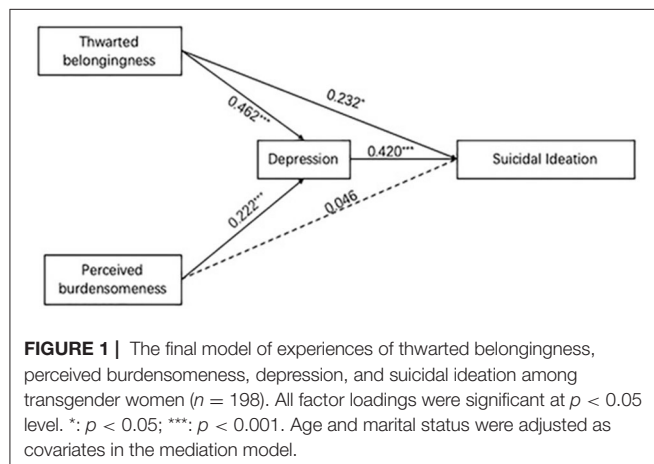 Thwarted
belongingness
0.462***
0.232*
Depression
0.420***
Suicidal Ideation
0.222***
0.046
Perceived
burdensomeness
FIGURE 1 | The final model of experiences of thwarted belongingness,
perceived burdensomeness, depression, and suicidal ideation among
transgender women (n = 198). All factor loadings were significant at p < 0.05
level. *: p < 0.05; ***: p < 0.001. Age and marital status were adjusted as
covariates in the mediation model.